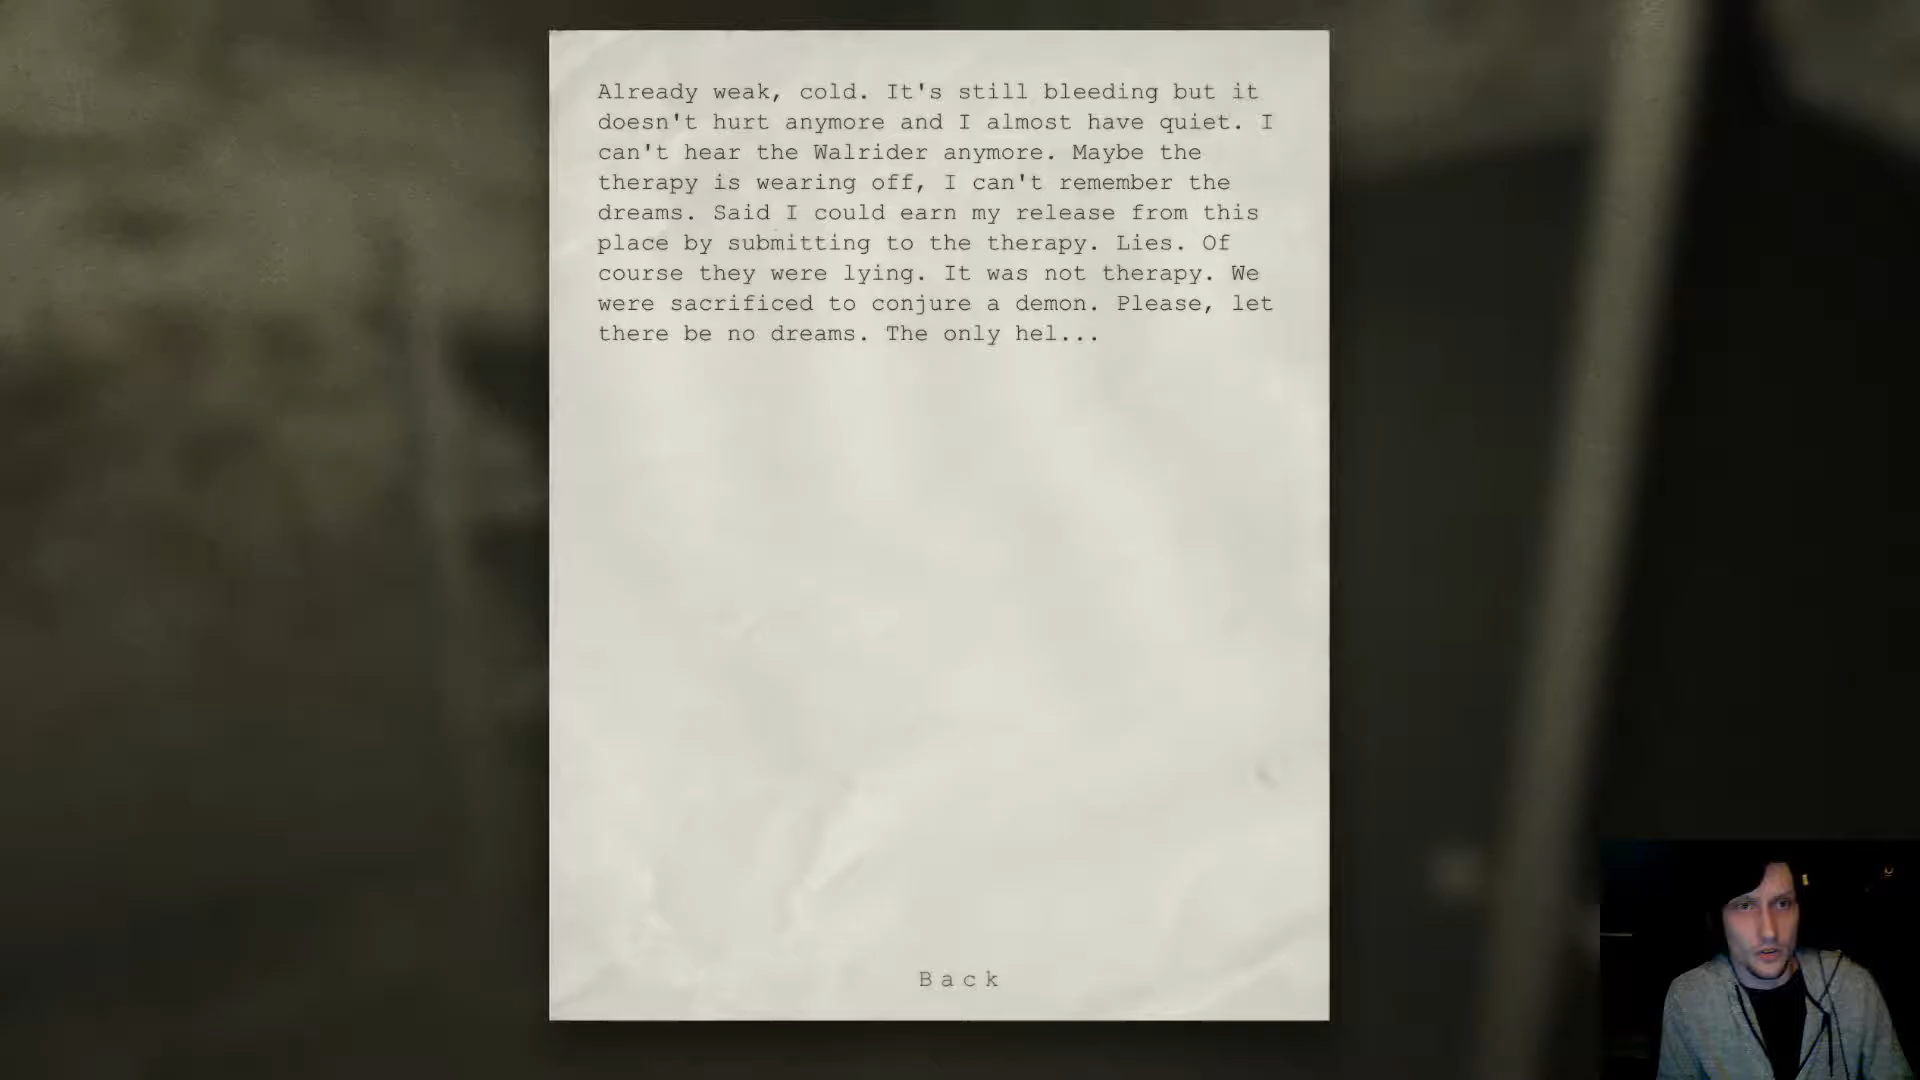 Already weak, cold. It's still bleeding but it
doesn't hurt anymore and I almost have quiet. I
can't hear the Walrider anymore. Maybe the
therapy is wearing off, I can't remember the
dreams. Said I could earn my release from this
place by submitting to the therapy. Lies. Of
course they were lying. It was not therapy. We
were sacrificed to conjure a demon. Please, let
there be no dreams. The only hel...
Back